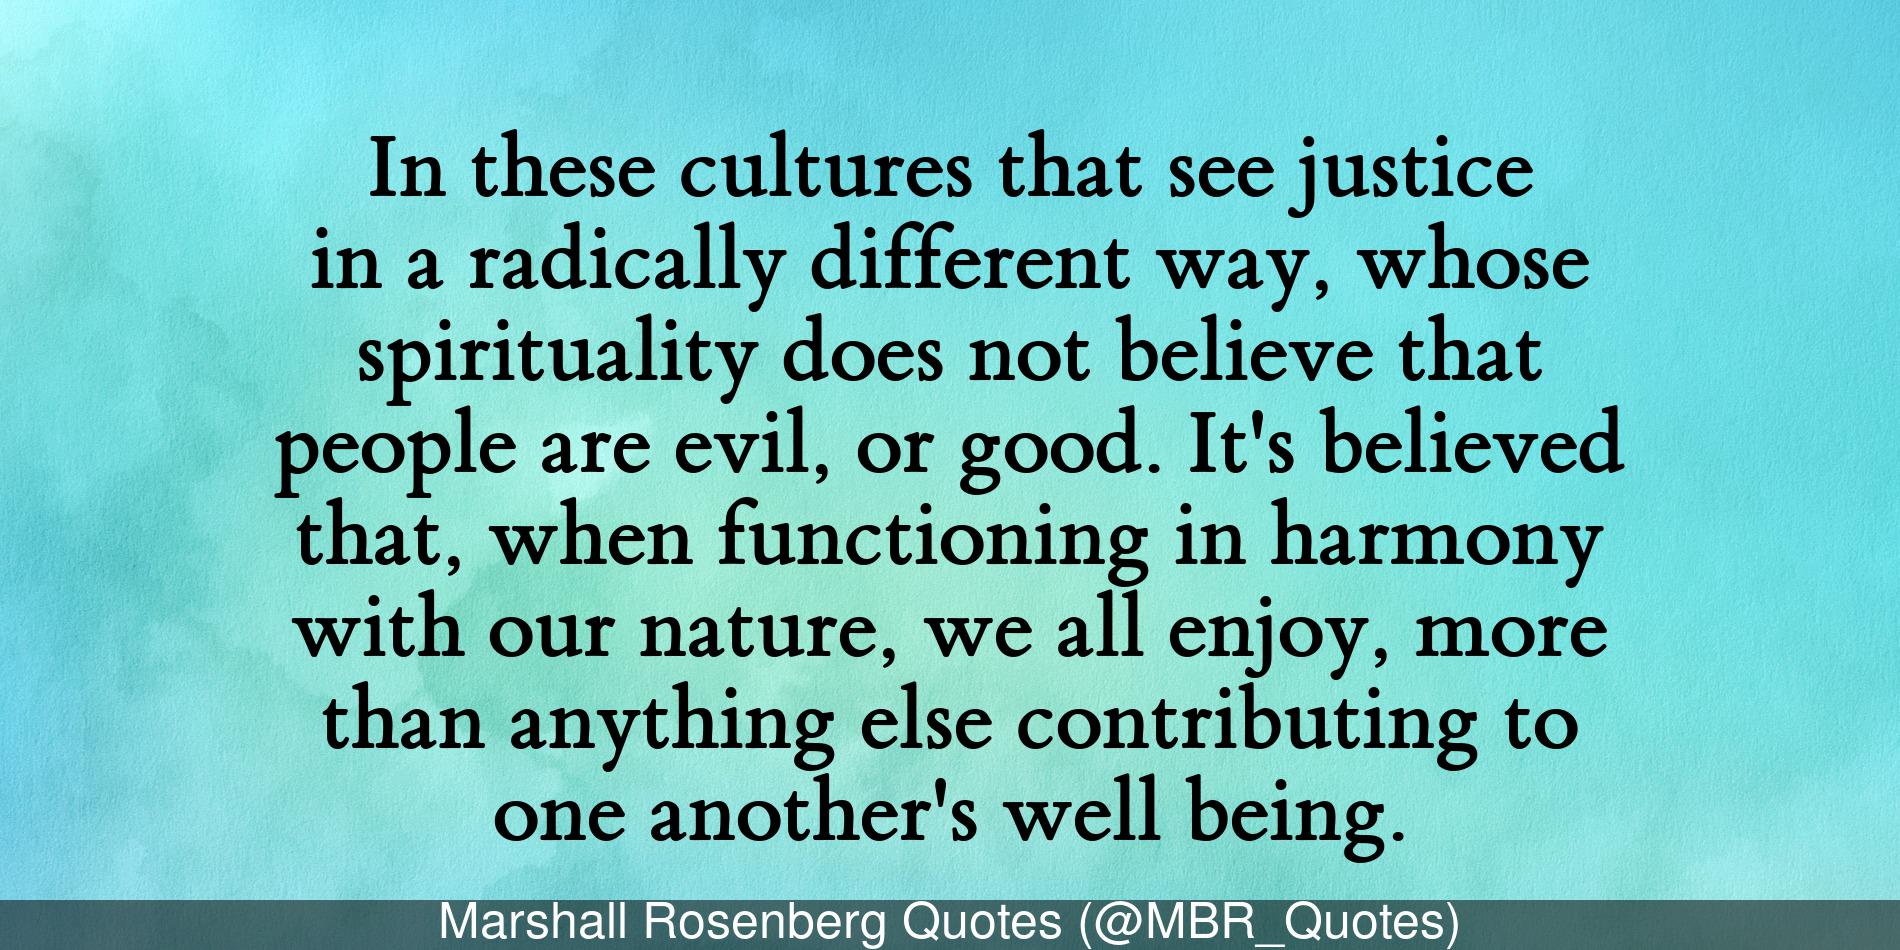 In these cultures that see justice
in a radically different way, whose
spirituality does not believe that
people are evil, or good. It's believed
that, when functioning in harmony
with our nature, we all enjoy, more
than anything else contributing to
one another's well being.
Marshall Rosenberg Quotes (@MBR_Quotes)